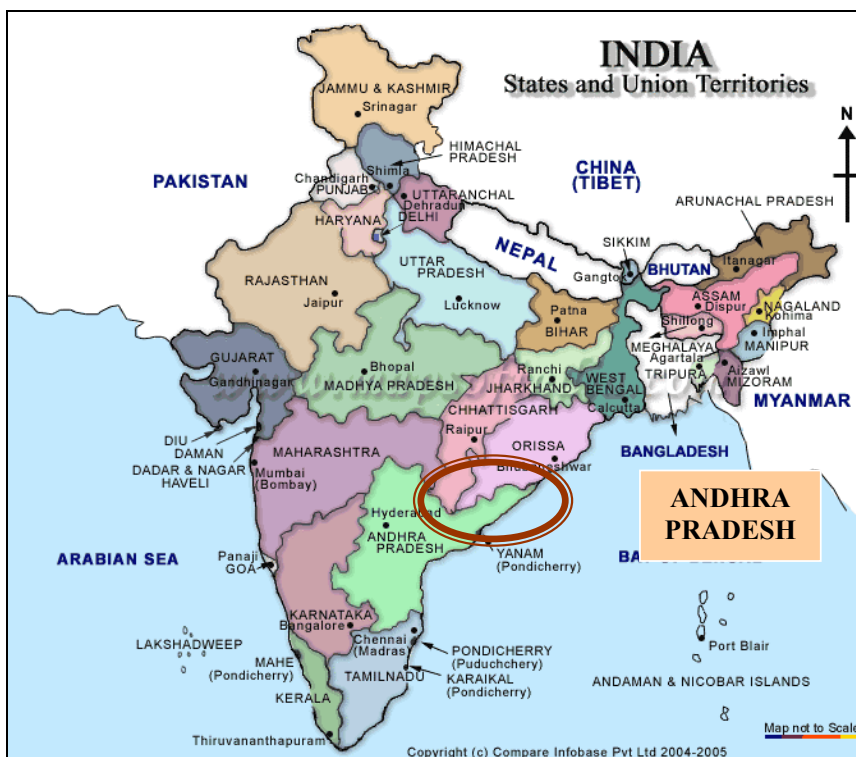 INDIA
States and Union Territories
N
JAMMU & KASHMIR
Srinagar
HIMACHAL
PRADESH
CHINA
(TIBET)
PAKISTAN
Chandigarh
Shimla
PUNJAB
UTTARANCHAL
Dehradun
ARUNACHAL PRADESH
HARYANA
DELHI
NEPAL
SIKKIM
Gangtok
BHUTAN
Itanagar
UTTAR
PRADESH
RAJASTHAN
Jaipur
Lucknow
ASSAM
Dispur
NAGALAND
Kohima
Patna
BIHAR
Shillong
Imphal
MANIPUR
MEGHALAYA
Agartala
TRIPURA
Aizawl
MIZORAM
GUJARAT
Gandhinagar
Bhopal
MADHYA PRADESH
Ranchi
JHARKHAND
WEST
BENGAL
Calcutta
MYANMAR
CHHATTISGARH
Raipur
DIU
DAMAN
DADAR & NAGAR
HAVELI
MAHARASHTRA
Mumbai
(Bombay)
ORISSA
Bhubaneshwar
BANGLADESH
ANDHRA
PRADESH
Hyderabad
ANDHRA
PRADESH
YANAM
(Pondicherry)
ARABIAN SEA
Panaji
GOA
BAY OF BENGAL
KARNATAKA
Bangalore
Chennai
(Madras)
PONDICHERRY
(Puduchchery)
LAKSHADWEEP
MAHE
(Pondicherry)
TAMILNADU
KARAIKAL
(Pondicherry)
KERALA
Port Blair
ANDAMAN & NICOBAR ISLANDS
Thiruvananthapuram
Map not to Scale
Copyright (c) Compare Infobase Pvt Ltd 2004-2005